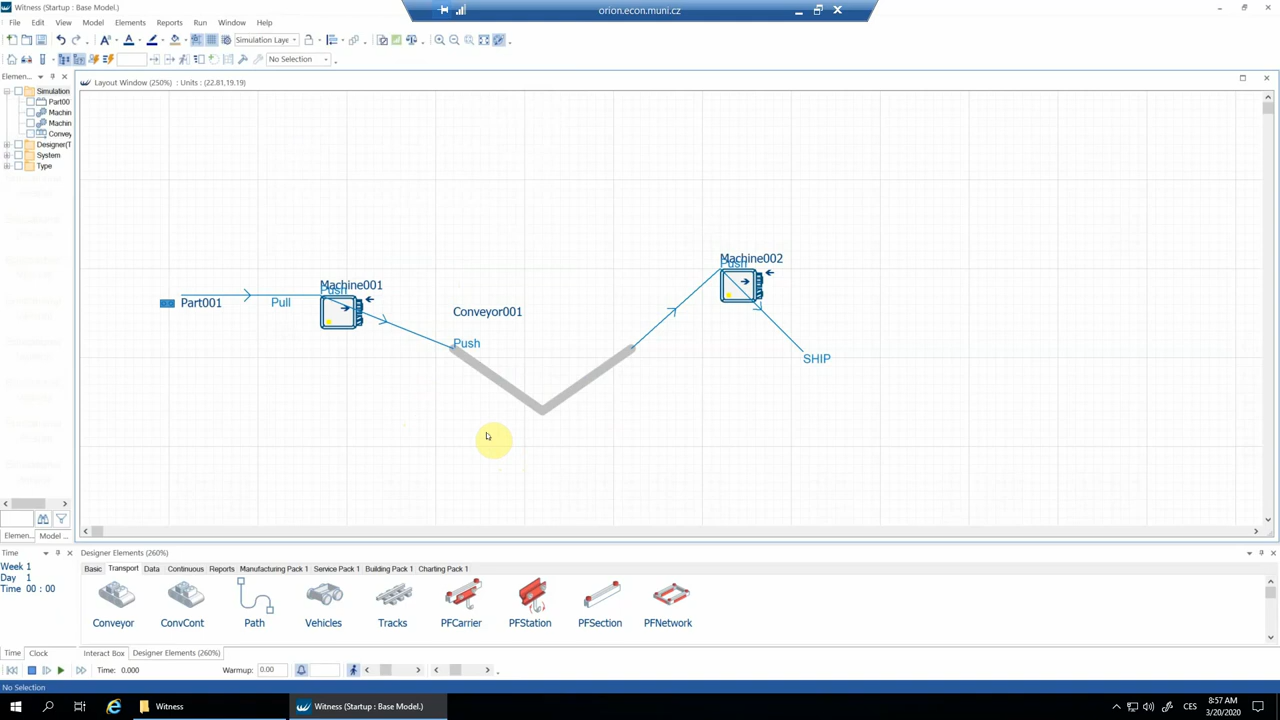 orion.econ.muni.cz
Witness (Startup : Base Model.)
File Edit View Model Elements Reports Run Window Help
Simulation Laye
No Selection
Elemen...
Simulation
Part00
Machin
Machin
Convey
Designer(T
System
Type
Layout Window (250%) : Units : (22.81,19.19)
Machine002
Push
Machine001
Push
Part001
Pull
Conveyor001
Push
SHIP
Elemen... Model ...
Time
Week 1
Day 1
Time 00 : 00
Time Clock
Designer Elements (260%)
Basic Transport Data Continuous Reports Manufacturing Pack 1 Service Pack 1 Building Pack 1 Charting Pack 1
Conveyor ConvCont Path Vehicles Tracks PFCarrier PFStation PFSection PFNetwork
Interact Box Designer Elements (260%)
Time: 0.000 Warmup: 0.00
No Selection
Witness Witness (Startup : Base Model.)
CES
8:57 AM
3/20/2020